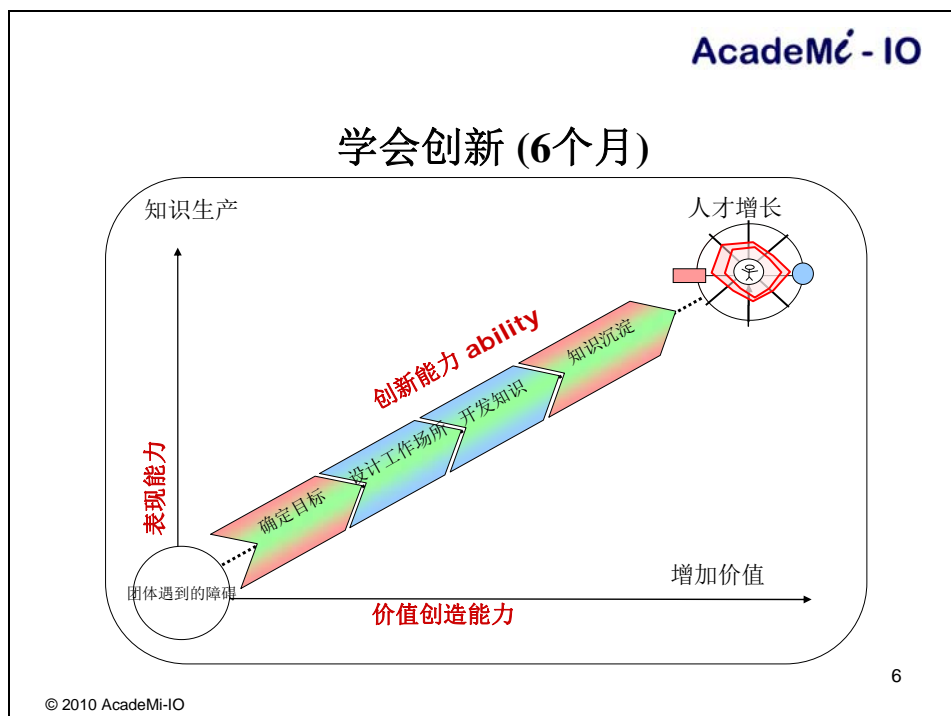 AcadeMi - IO
学会创新 (6个月)
知识生产
人才增长
创新能力 ability
知识沉淀
开发知识
设计工作场所
确定目标
表现能力
团体遇到的障碍
增加价值
价值创造能力
6
© 2010 AcadeMi-IO